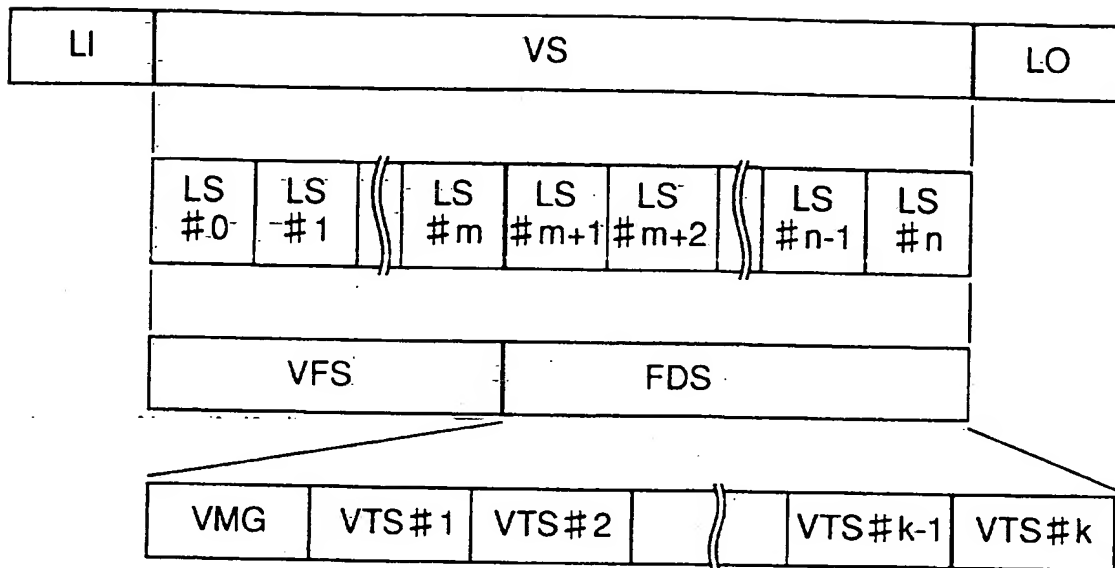 LI VS LO
LS LS LS LS LS LS LS
#0 #1 #m #m+1 #m+2 #n-1 #n
VFS FDS
VMG VTS#1 VTS#2 VTS#k-1 VTS#k